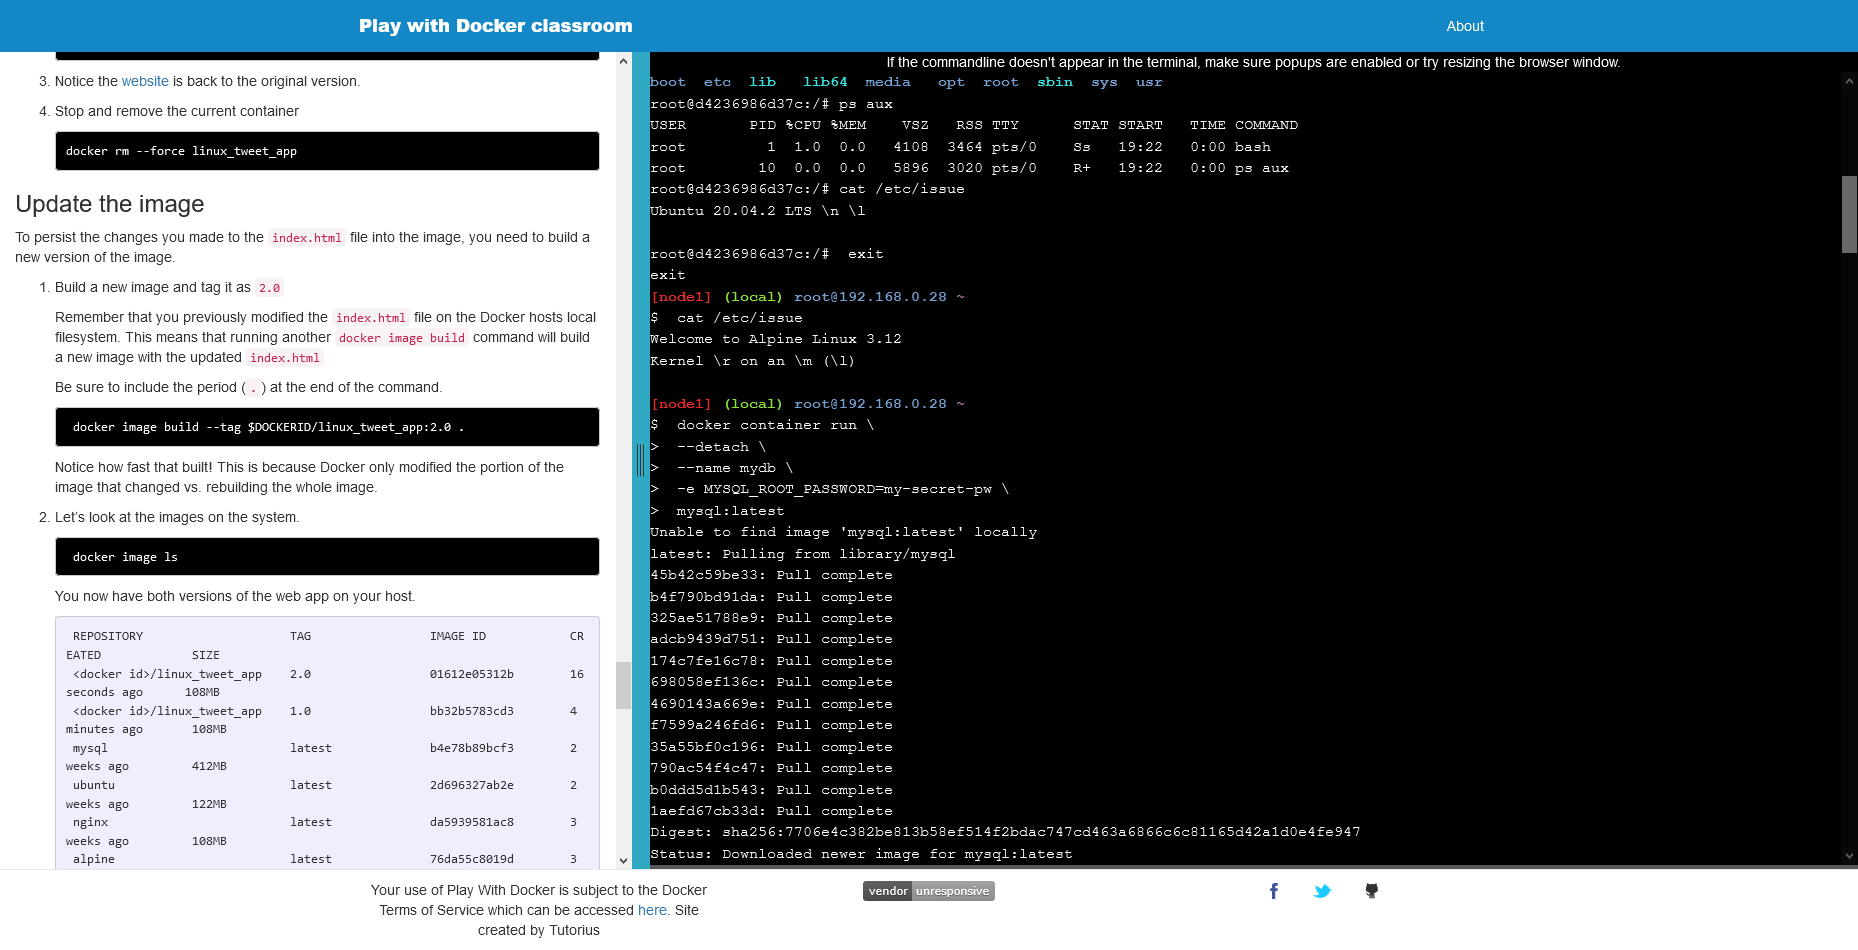 Play with Docker classroom
About
3. Notice the website is back to the original version.
4. Stop and remove the current container
docker rm --force linux_tweet_app
Update the image
To persist the changes you made to the index.html file into the image, you need to build a
new version of the image.
1. Build a new image and tag it as 2.0
Remember that you previously modified the index.html file on the Docker hosts local
filesystem. This means that running another docker image build command will build
a new image with the updated index.html
Be sure to include the period ( . ) at the end of the command.
docker image build --tag $DOCKERID/linux_tweet_app:2.0 .
Notice how fast that built! This is because Docker only modified the portion of the
image that changed vs. rebuilding the whole image.
2. Let's look at the images on the system.
docker image ls
You now have both versions of the web app on your host.
REPOSITORY TAG IMAGE ID CR
EATED SIZE
<docker id>/linux_tweet_app 2.0 01612e05312b 16
seconds ago 108MB
<docker id>/linux_tweet_app 1.0 bb32b5783cd3 4
minutes ago 108MB
mysql latest b4e78b89bcf3 2
weeks ago 412MB
ubuntu latest 2d696327ab2e 2
weeks ago 122MB
nginx latest da5939581ac8 3
weeks ago 108MB
alpine latest 76da55c8019d 3
If the commandline doesn't appear in the terminal, make sure popups are enabled or try resizing the browser window.
boot etc lib lib64 media opt root sbin sys usr
root@d4236986d37c:/# ps aux
USER PID %CPU %MEM VSZ RSS TTY STAT START TIME COMMAND
root 1 1.0 0.0 4108 3464 pts/0 Ss 19:22 0:00 bash
root 10 0.0 0.0 5896 3020 pts/0 R+ 19:22 0:00 ps aux
root@d4236986d37c:/# cat /etc/issue
Ubuntu 20.04.2 LTS \n \l
root@d4236986d37c:/# exit
exit
[node1] (local) root@192.168.0.28 ~
$ cat /etc/issue
Welcome to Alpine Linux 3.12
Kernel \r on an \m (\l)
[node1] (local) root@192.168.0.28 ~
$ docker container run \
> --detach \
> --name mydb \
> -e MYSQL_ROOT_PASSWORD=my-secret-pw \
> mysql:latest
Unable to find image 'mysql:latest' locally
latest: Pulling from library/mysql
45b42c59be33: Pull complete
b4f790bd91da: Pull complete
325ae51788e9: Pull complete
adcb9439d751: Pull complete
174c7fe16c78: Pull complete
698058ef136c: Pull complete
4690143a669e: Pull complete
f7599a246fd6: Pull complete
35a55bf0c196: Pull complete
790ac54f4c47: Pull complete
b0ddd5d1b543: Pull complete
1aefd67cb33d: Pull complete
Digest: sha256:7706e4c382be813b58ef514f2bdac747cd463a6866c6c81165d42a1d0e4fe947
Status: Downloaded newer image for mysql:latest
Your use of Play With Docker is subject to the Docker
Terms of Service which can be accessed here. Site
created by Tutorius
vendor unresponsive